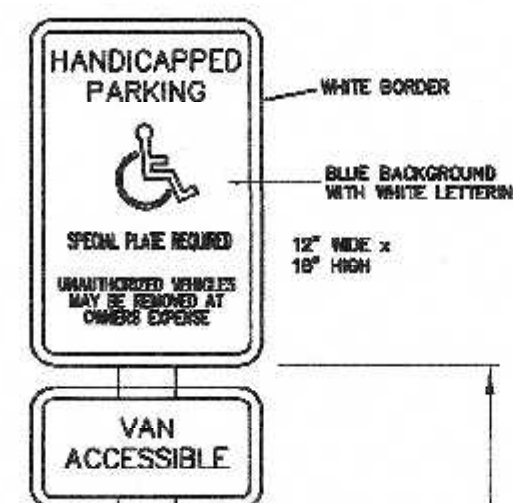 HANDICAPPED
PARKING
SPECIAL PLATE REQUIRED
UNAUTHORIZED VEHICLES
MAY BE REMOVED AT
OWNERS EXPENSE
WHITE BORDER
BLUE BACKGROUND
WITH WHITE LETTERIN
12" WIDE x
18" HIGH
VAN
ACCESSIBLE